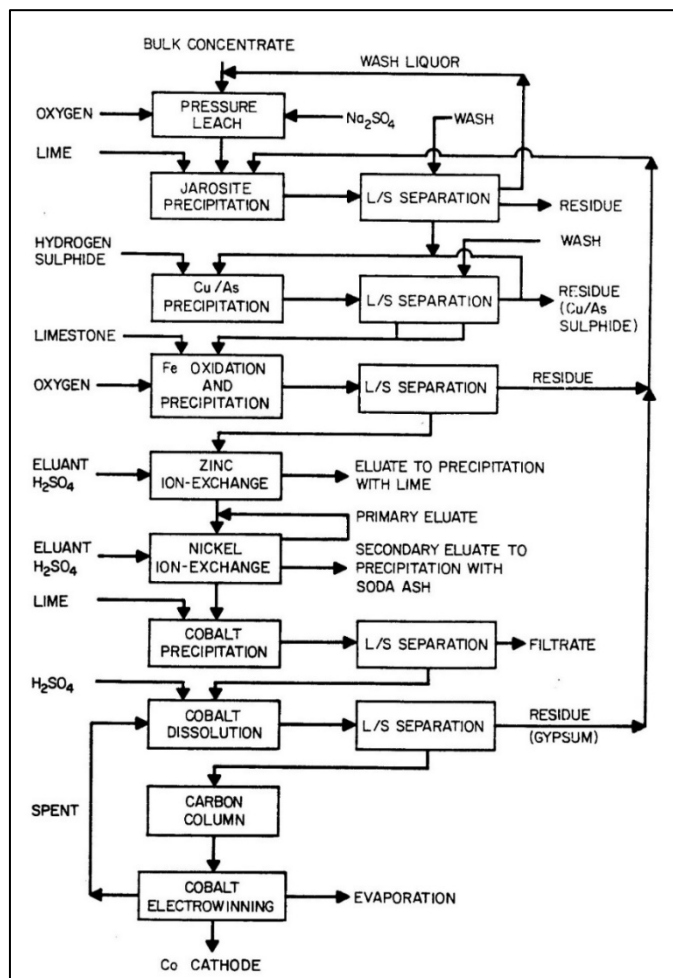 BULK CONCENTRATE
WASH LIQUOR
OXYGEN
PRESSURE
LEACH
Na₂SO₄
WASH
LIME
JAROSITE
PRECIPITATION
L/S SEPARATION
RESIDUE
HYDROGEN
SULPHIDE
WASH
Cu/As
PRECIPITATION
L/S SEPARATION
RESIDUE
(Cu/As
SULPHIDE)
LIMESTONE
OXYGEN
Fe OXIDATION
AND
PRECIPITATION
L/S SEPARATION
RESIDUE
ELUANT
H₂SO₄
ZINC
ION-EXCHANGE
ELUATE TO PRECIPITATION
WITH LIME
PRIMARY ELUATE
ELUANT
H₂SO₄
NICKEL
ION-EXCHANGE
SECONDARY ELUATE TO
PRECIPITATION WITH
SODA ASH
LIME
COBALT
PRECIPITATION
L/S SEPARATION
FILTRATE
H₂SO₄
COBALT
DISSOLUTION
L/S SEPARATION
RESIDUE
(GYPSUM)
SPENT
CARBON
COLUMN
COBALT
ELECTROWINNING
EVAPORATION
Co CATHODE